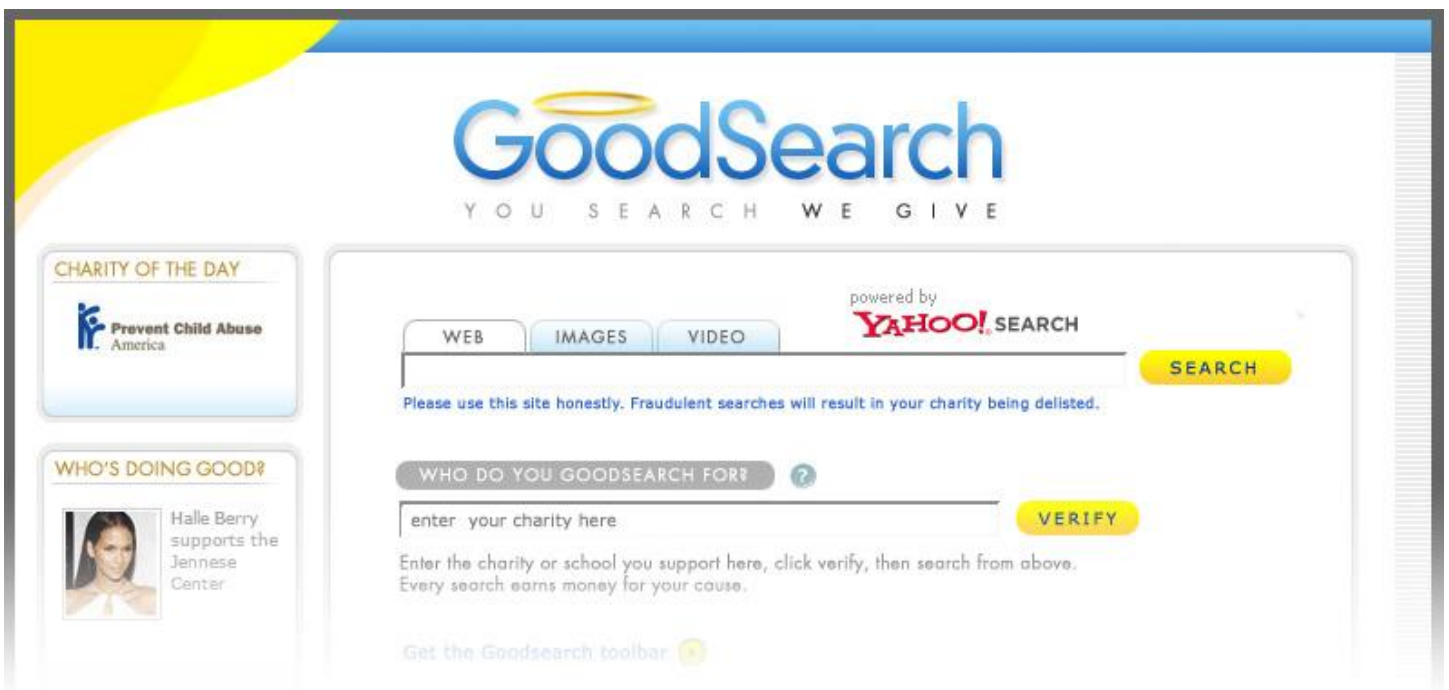 GoodSearch
YOU SEARCH WE GIVE
CHARITY OF THE DAY
Prevent Child Abuse
America
WHO'S DOING GOOD?
Halle Berry
supports the
Jennese
Center
powered by
YAHOO! SEARCH
WEB IMAGES VIDEO
SEARCH
Please use this site honestly. Fraudulent searches will result in your charity being delisted.
WHO DO YOU GOODSEARCH FOR? ?
enter your charity here
VERIFY
Enter the charity or school you support here, click verify, then search from above.
Every search earns money for your cause.
Get the Goodsearch toolbar